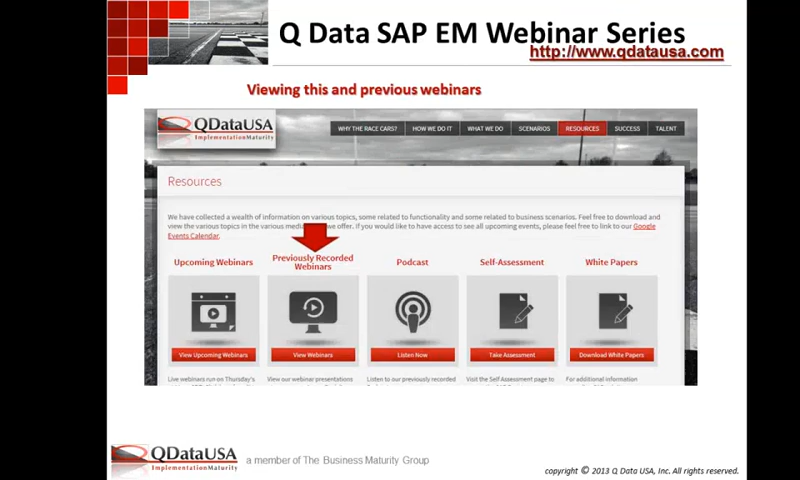 Q Data SAP EM Webinar Series
http://www.qdatausa.com
Viewing this and previous webinars
QDataUSA
ImplementationMaturity
WHY THE RACE CARS? HOW WE DO IT WHAT WE DO SCENARIOS RESOURCES SUCCESS TALENT
Resources
We have collected a wealth of information on various topics, some related to functionality and some related to business scenarios. Feel free to download and
view the various topics in the various media offer. If you would like to have access to see all upcoming events, please feel free to link to our Google
Events Calendar.
Upcoming Webinars
Previously Recorded
Webinars
Podcast
Self-Assessment
White Papers
View Upcoming Webinars
View Webinars
Listen Now
Take Assessment
Download White Papers
Live webinars run on Thursday's
View our webinar presentations
Listen to our previously recorded
Visit the Self Assessment page to
For additional information
QDataUSA
ImplementationMaturity
a member of The Business Maturity Group
copyright © 2013 Q Data USA, Inc. All rights reserved.